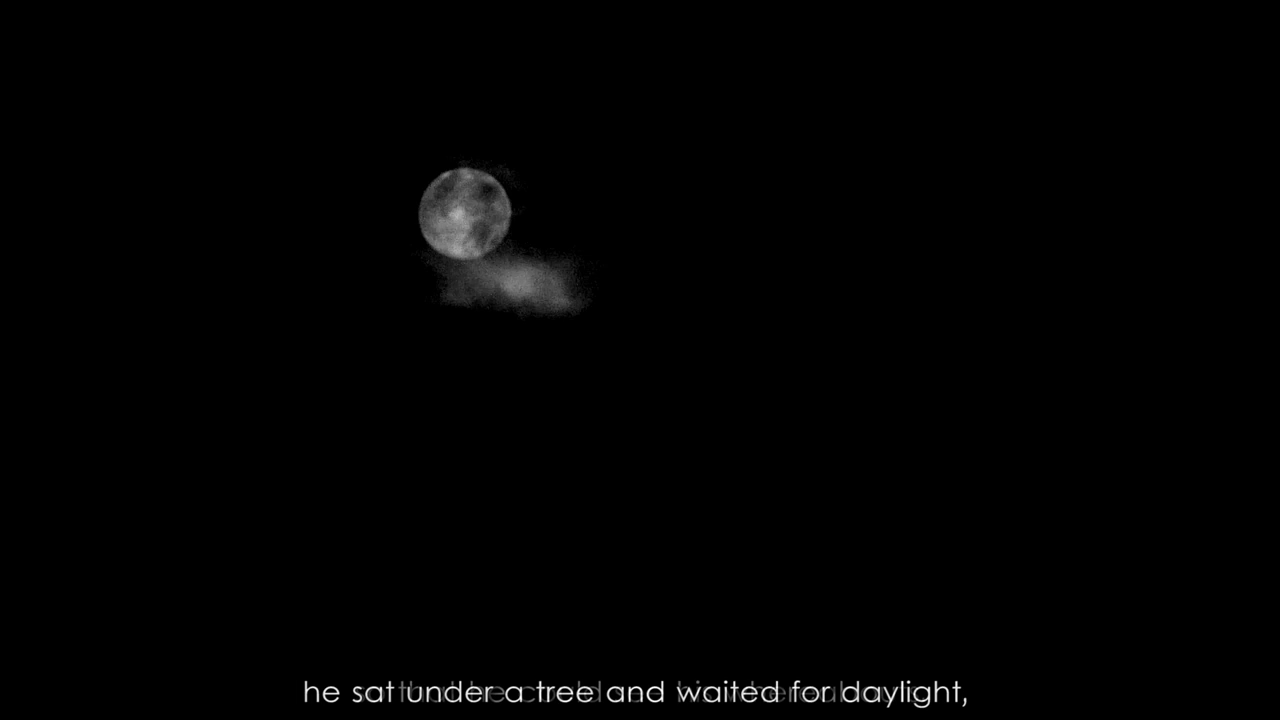 he sat under a tree and waited for daylight,